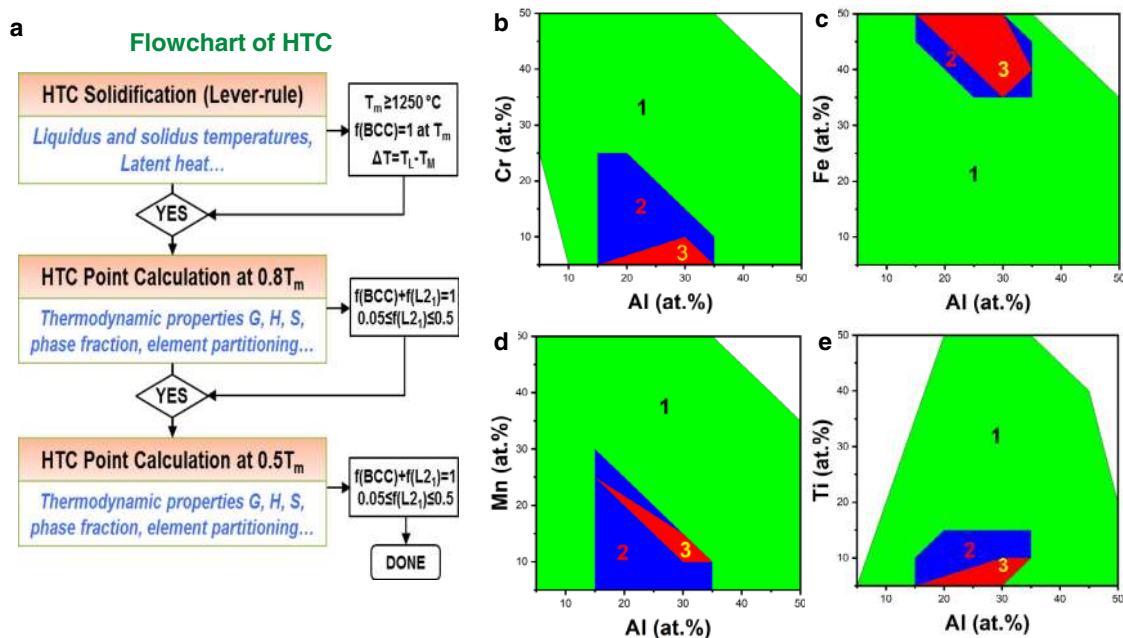 a
Flowchart of HTC
HTC Solidification (Lever-rule)
Liquidus and solidus temperatures,
Latent heat...
Tₘ≥1250 °C
f(BCC)=1 at Tₘ
ΔT=T_L-T_M
YES
HTC Point Calculation at 0.8Tₘ
Thermodynamic properties G, H, S,
phase fraction, element partitioning...
f(BCC)+f(L2₁)=1
0.05≤f(L2₁)≤0.5
YES
HTC Point Calculation at 0.5Tₘ
Thermodynamic properties G, H, S,
phase fraction, element partitioning...
f(BCC)+f(L2₁)=1
0.05≤f(L2₁)≤0.5
DONE
b
Cr (at.%)
50
40
30
20
10
1
2
3
10 20 30 40 50
Al (at.%)
c
Fe (at.%)
50
40
30
20
10
2
3
1
10 20 30 40 50
Al (at.%)
d
Mn (at.%)
50
40
30
20
10
1
2
3
10 20 30 40 50
Al (at.%)
e
Ti (at.%)
50
40
30
20
10
1
2
3
10 20 30 40 50
Al (at.%)